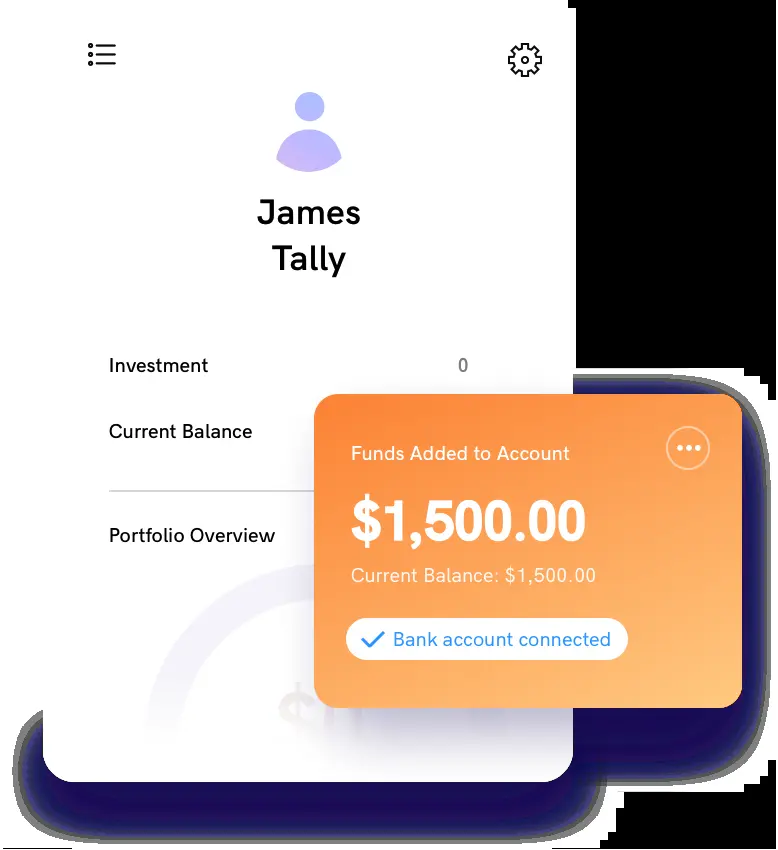 James
Tally
Investment 0
Current Balance
Portfolio Overview
Funds Added to Account
$1,500.00
Current Balance: $1,500.00
Bank account connected